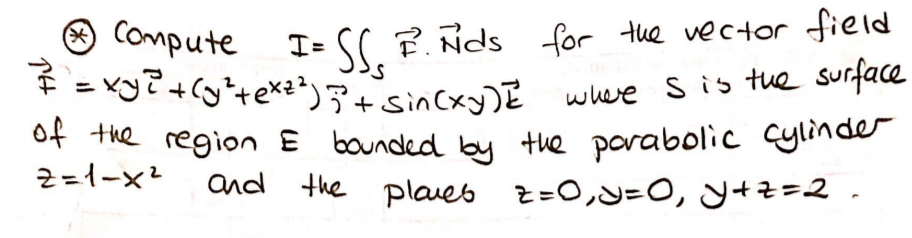 ⊛ Compute I = ∬_S F⃗ . N⃗ ds for the vector field
F⃗ = xy i⃗ + (y² + e^{xz²}) j⃗ + sin(xy) k⃗ where S is the surface
of the region E bounded by the parabolic cylinder
z=1-x² and the planes z=0, y=0, y+z=2.